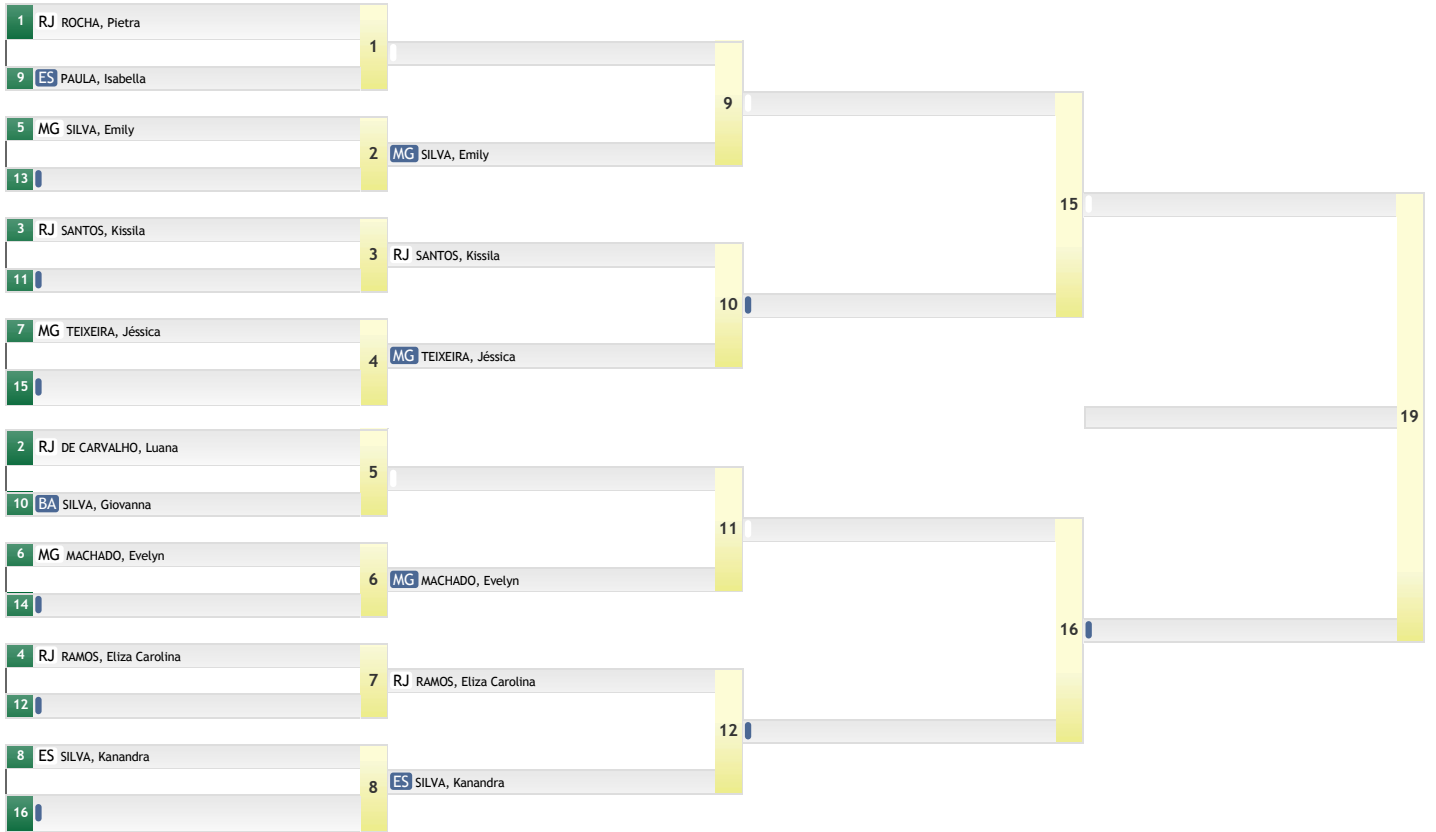 1 RJ ROCHA, Pietra
1
9 ES PAULA, Isabella
9
5 MG SILVA, Emily
2 MG SILVA, Emily
13
15
3 RJ SANTOS, Kissila
3 RJ SANTOS, Kissila
11
10
7 MG TEIXEIRA, Jéssica
4 MG TEIXEIRA, Jéssica
15
19
2 RJ DE CARVALHO, Luana
5
10 BA SILVA, Giovanna
11
6 MG MACHADO, Evelyn
6 MG MACHADO, Evelyn
14
16
4 RJ RAMOS, Eliza Carolina
7 RJ RAMOS, Eliza Carolina
12
12
8 ES SILVA, Kanandra
8 ES SILVA, Kanandra
16